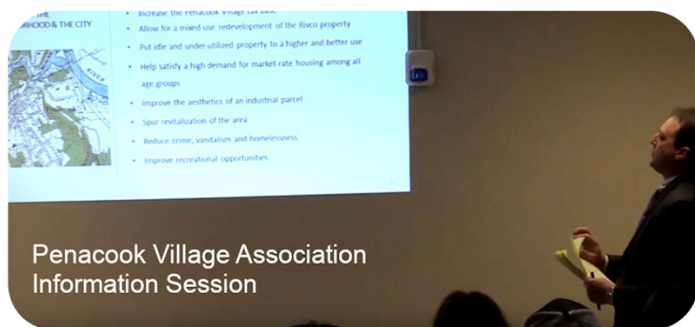 THE
RHOOD & THE CITY
• Increase the Penacook Village tax base
• Allow for a mixed-use redevelopment of the Rivco property
• Put idle and under-utilized property to a higher and better use
• Help satisfy a high demand for market-rate housing among all
age groups
• Improve the aesthetics of an industrial parcel
• Spur revitalization of the area
• Reduce crime, vandalism and homelessness
• Improve recreational opportunities
RIVER
Penacook Village Association
Information Session